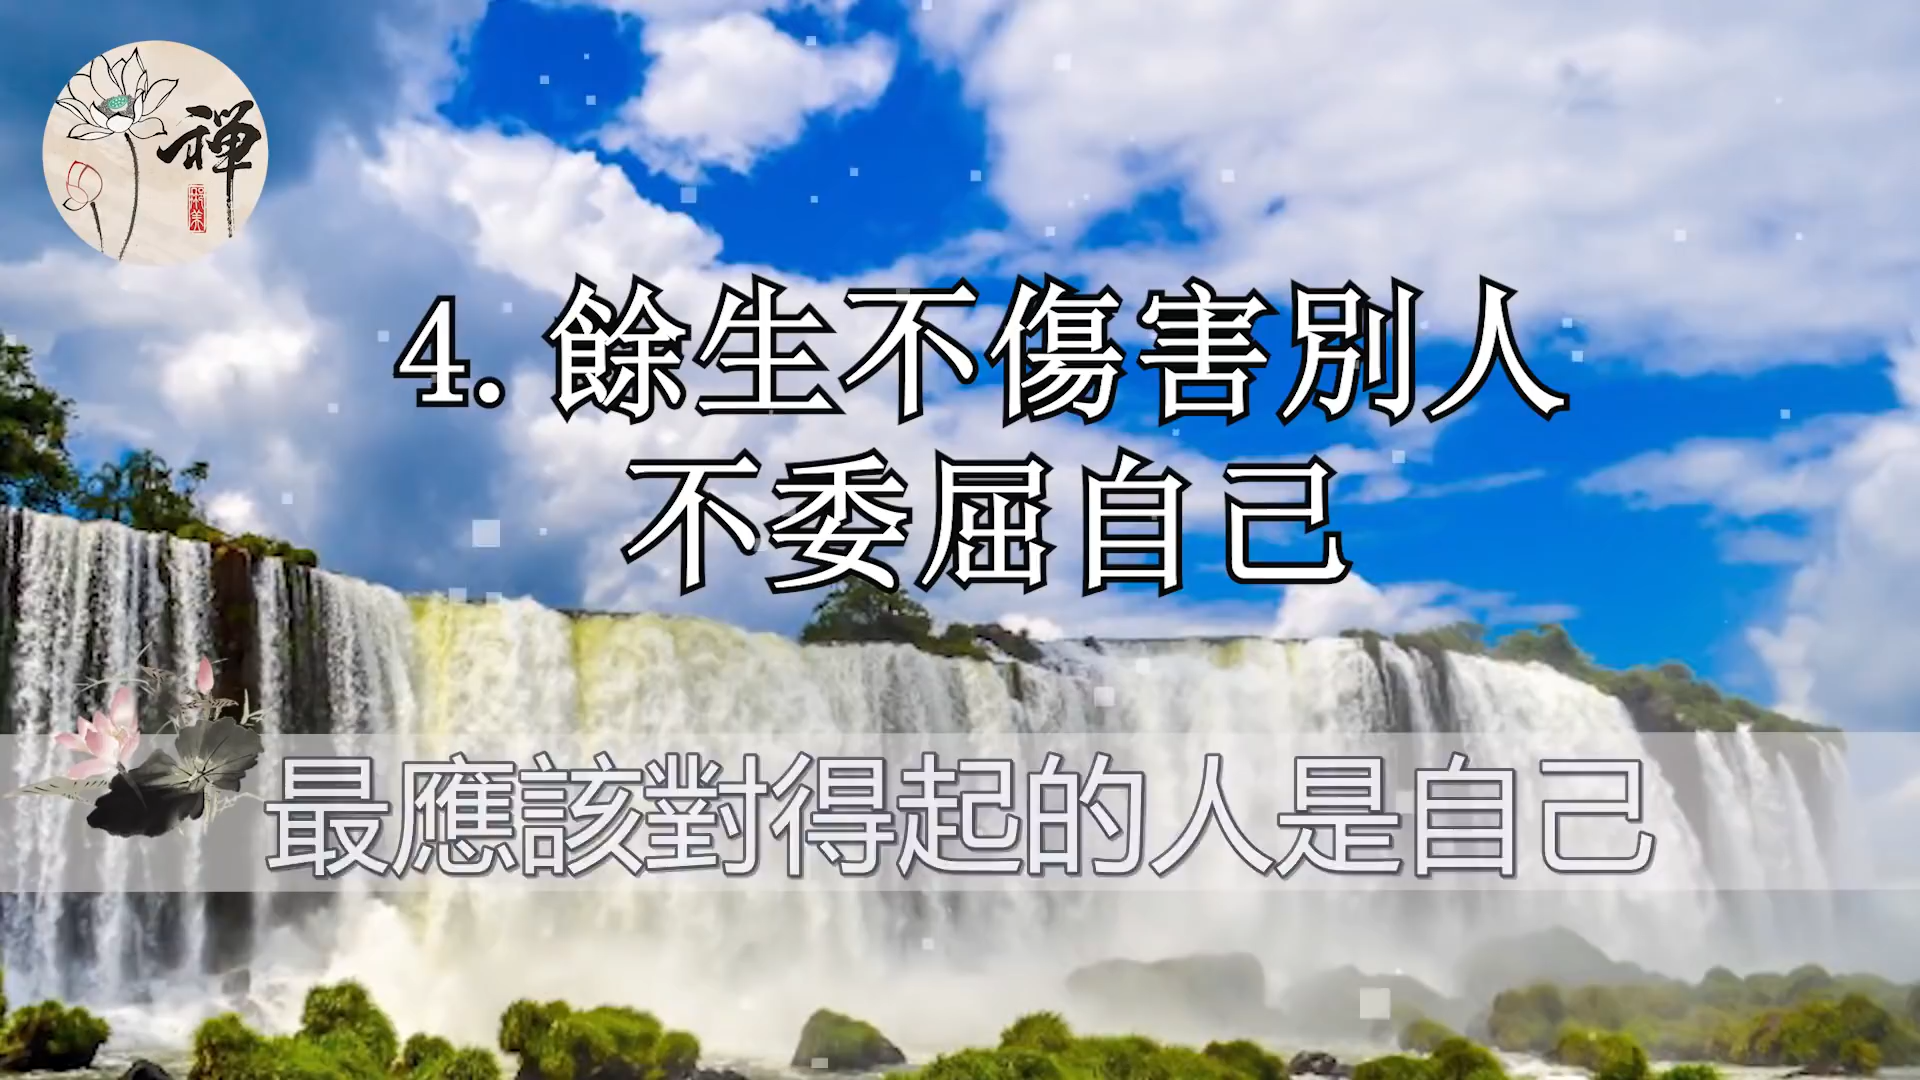 禅
4. 餘生不傷害別人
不委屈自己
最應該對得起的人是自己